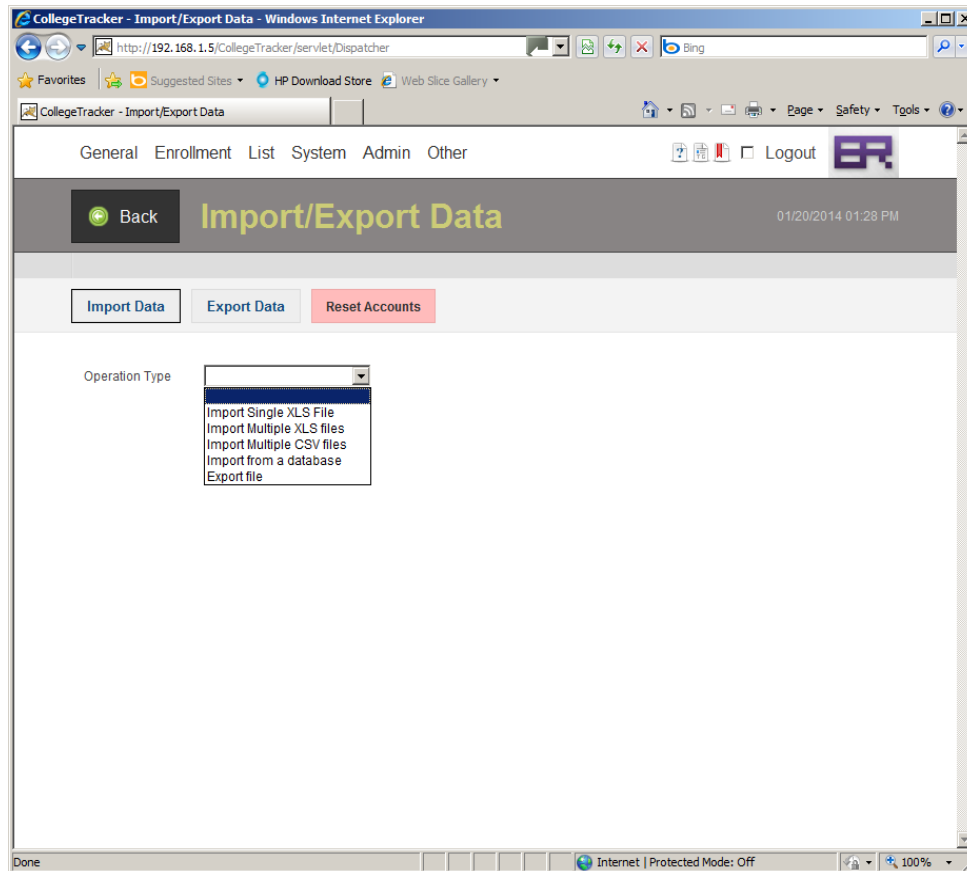 CollegeTracker - Import/Export Data - Windows Internet Explorer
http://192.168.1.5/CollegeTracker/servlet/Dispatcher
Bing
Favorites Suggested Sites HP Download Store Web Slice Gallery
CollegeTracker - Import/Export Data Page Safety Tools
General Enrollment List System Admin Other Logout ER
Back Import/Export Data 01/20/2014 01:28 PM
Import Data Export Data Reset Accounts
Operation Type
Import Single XLS File
Import Multiple XLS files
Import Multiple CSV files
Import from a database
Export file
Done Internet | Protected Mode: Off 100%